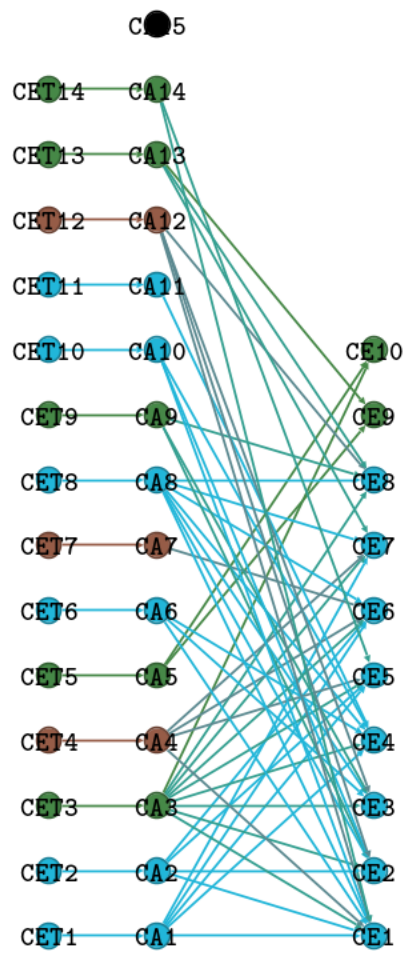 CA15
CET14 CA14
CET13 CA13
CET12 CA12
CET11 CA11
CET10 CA10 CE10
CET9 CA9 CE9
CET8 CA8 CE8
CET7 CA7 CE7
CET6 CA6 CE6
CET5 CA5 CE5
CET4 CA4 CE4
CET3 CA3 CE3
CET2 CA2 CE2
CET1 CA1 CE1